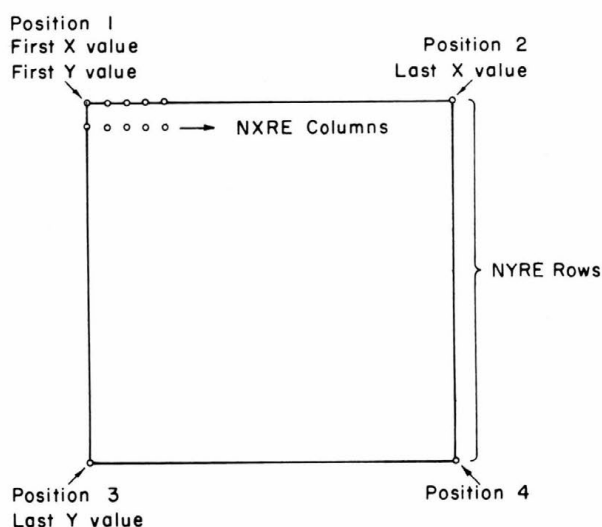 Position 1
First X value
First Y value
Position 2
Last X value
NXRE Columns
NYRE Rows
Position 3
Last Y value
Position 4